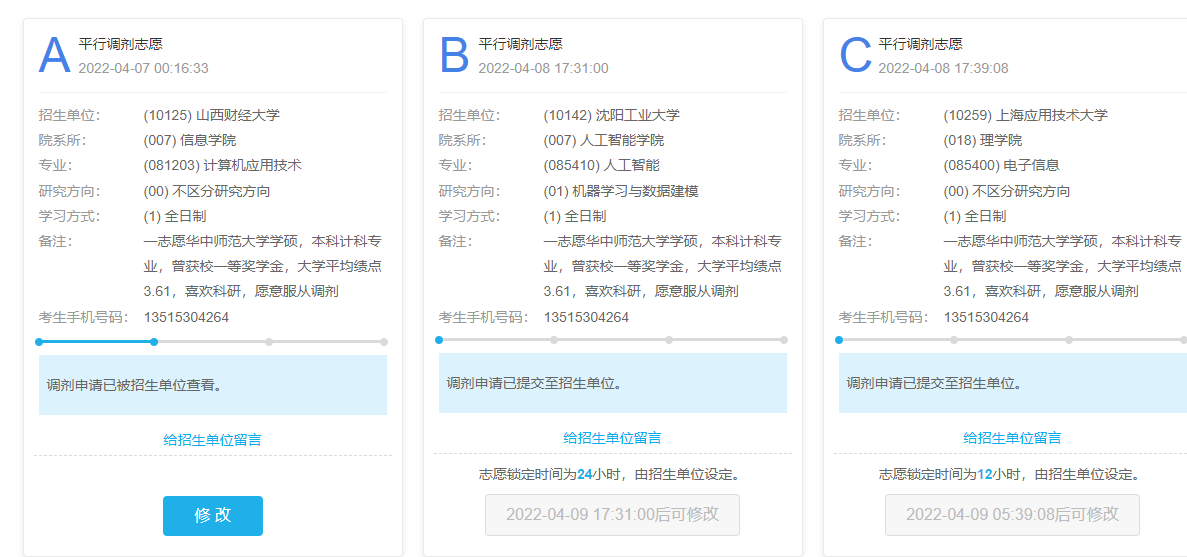 A 平行调剂志愿
2022-04-07 00:16:33
招生单位： (10125) 山西财经大学
院系所： (007) 信息学院
专业： (081203) 计算机应用技术
研究方向： (00) 不区分研究方向
学习方式： (1) 全日制
备注： 一志愿华中师范大学学硕，本科计科专
业，曾获校一等奖学金，大学平均绩点
3.61，喜欢科研，愿意服从调剂
考生手机号码： 13515304264
调剂申请已被招生单位查看。
给招生单位留言
修 改
B 平行调剂志愿
2022-04-08 17:31:00
招生单位： (10142) 沈阳工业大学
院系所： (007) 人工智能学院
专业： (085410) 人工智能
研究方向： (01) 机器学习与数据建模
学习方式： (1) 全日制
备注： 一志愿华中师范大学学硕，本科计科专
业，曾获校一等奖学金，大学平均绩点
3.61，喜欢科研，愿意服从调剂
考生手机号码： 13515304264
调剂申请已提交至招生单位。
给招生单位留言
志愿锁定时间为24小时，由招生单位设定。
2022-04-09 17:31:00后可修改
C 平行调剂志愿
2022-04-08 17:39:08
招生单位： (10259) 上海应用技术大学
院系所： (018) 理学院
专业： (085400) 电子信息
研究方向： (00) 不区分研究方向
学习方式： (1) 全日制
备注： 一志愿华中师范大学学硕，本科计科专
业，曾获校一等奖学金，大学平均绩点
3.61，喜欢科研，愿意服从调剂
考生手机号码： 13515304264
调剂申请已提交至招生单位。
给招生单位留言
志愿锁定时间为12小时，由招生单位设定。
2022-04-09 05:39:08后可修改